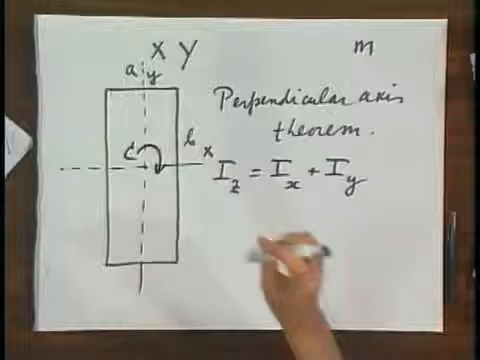 X Y
m
a y
Perpendicular axis
theorem.
b
x
C
I_z = I_x + I_y